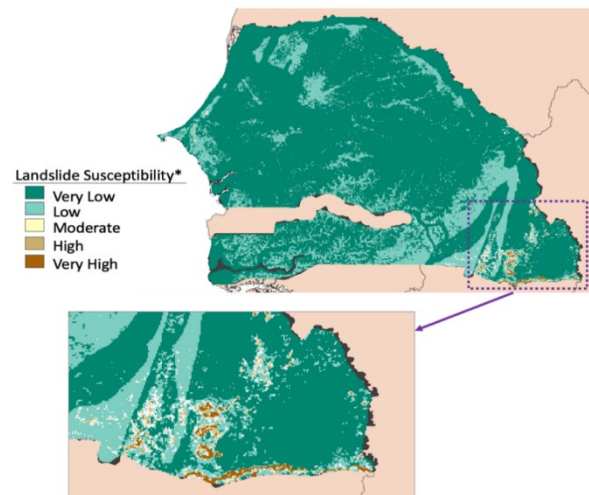 Landslide Susceptibility*
Very Low
Low
Moderate
High
Very High